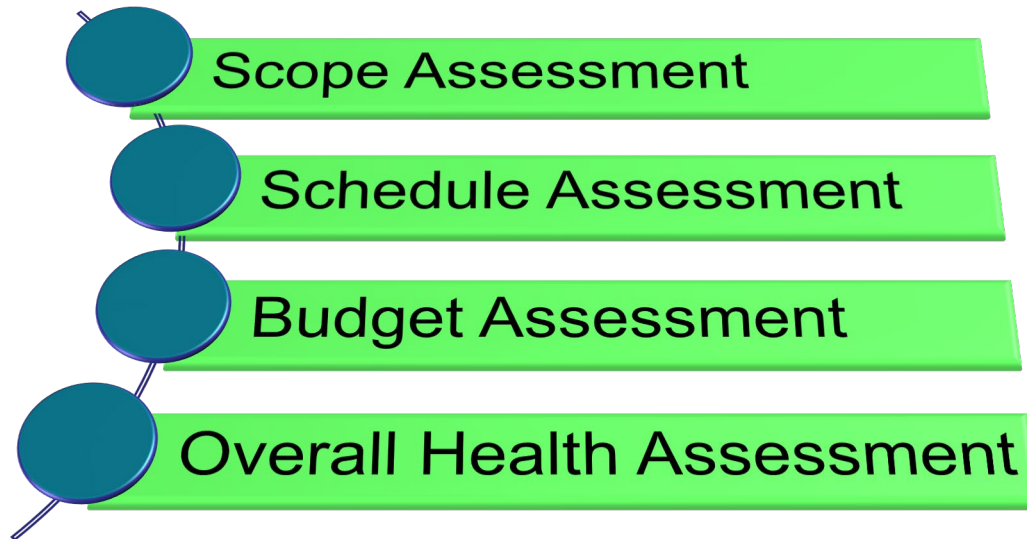 Scope Assessment
Schedule Assessment
Budget Assessment
Overall Health Assessment